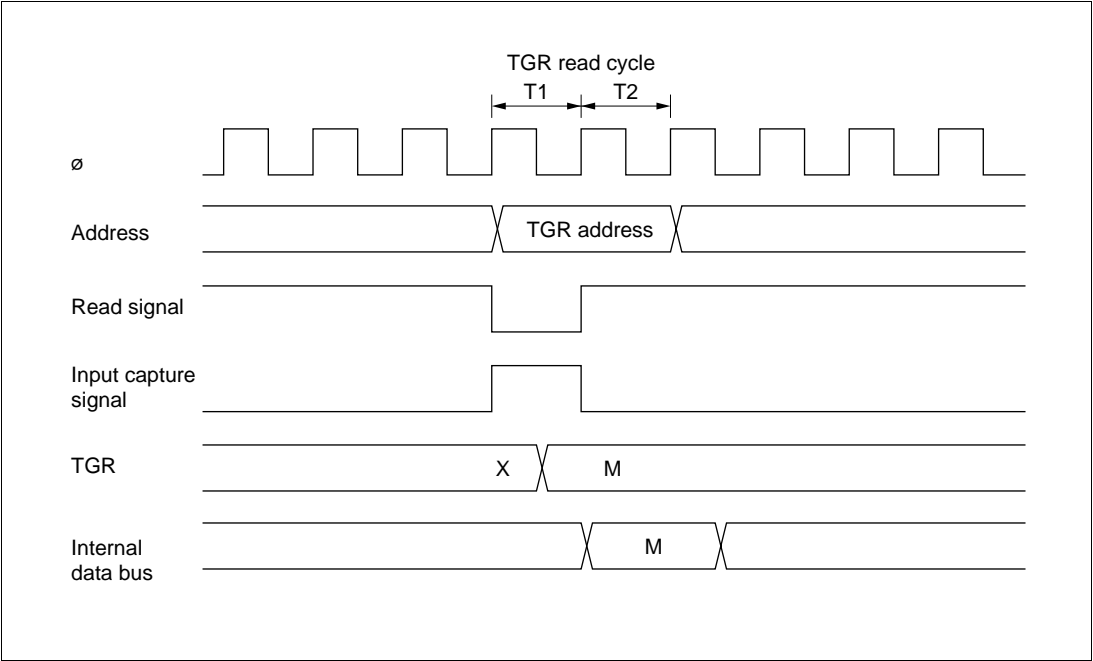 TGR read cycle
T1 T2
ø
Address
TGR address
Read signal
Input capture
signal
TGR
X M
Internal
data bus
M